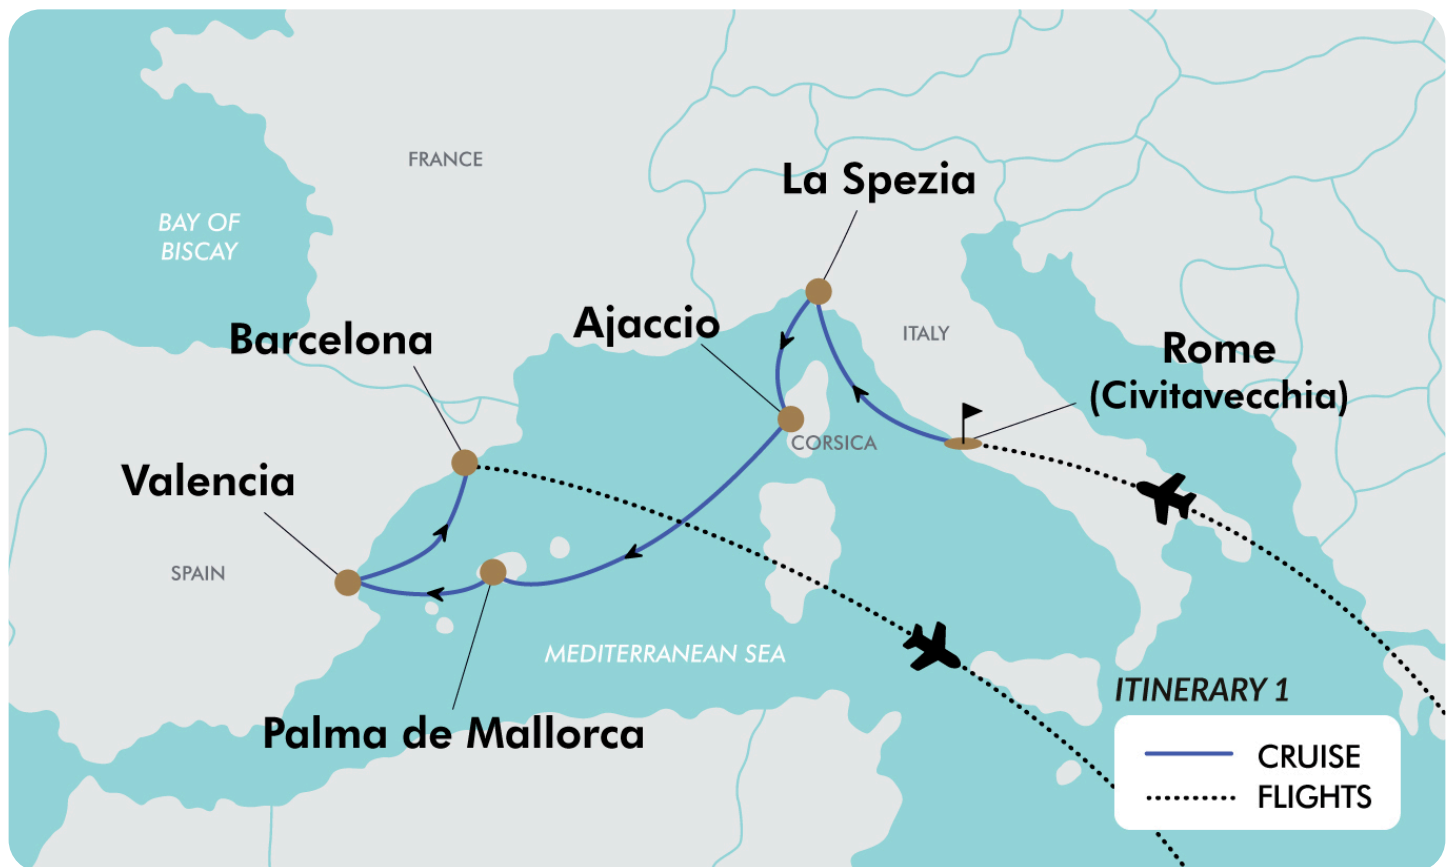 FRANCE
La Spezia
BAY OF
BISCAY
Ajaccio
Barcelona
ITALY
Rome
(Civitavecchia)
CORSICA
Valencia
SPAIN
MEDITERRANEAN SEA
Palma de Mallorca
ITINERARY 1
CRUISE
FLIGHTS